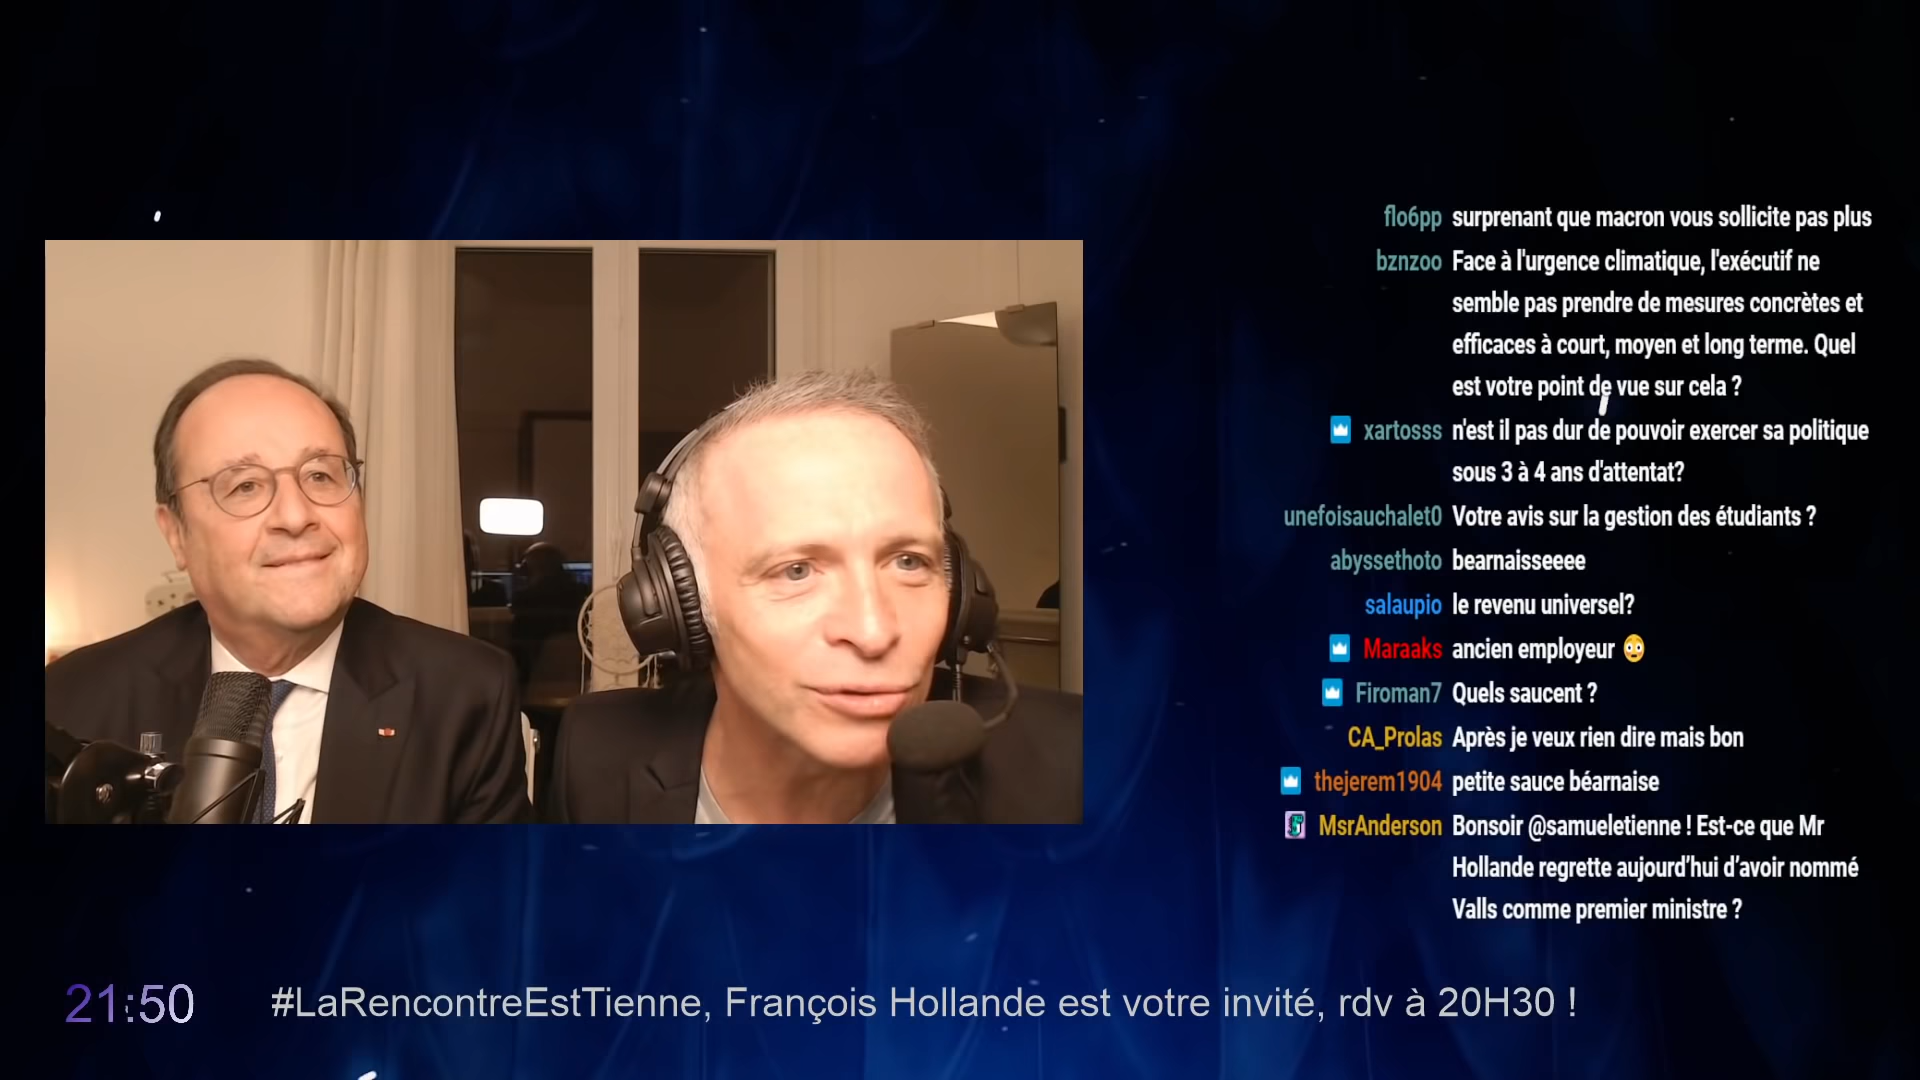 flo6pp surprenant que macron vous sollicite pas plus
bznzoo Face à l'urgence climatique, l'exécutif ne
semble pas prendre de mesures concrètes et
efficaces à court, moyen et long terme. Quel
est votre point de vue sur cela ?
xartosss n'est il pas dur de pouvoir exercer sa politique
sous 3 à 4 ans d'attentat?
unefoisauchalet0 Votre avis sur la gestion des étudiants ?
abyssethoto bearnaisseeee
salaupio le revenu universel?
Maraaks ancien employeur 😳
Firoman7 Quels saucent ?
CA_Prolas Après je veux rien dire mais bon
thejerem1904 petite sauce béarnaise
MsrAnderson Bonsoir @samueletienne ! Est-ce que Mr
Hollande regrette aujourd’hui d’avoir nommé
Valls comme premier ministre ?
21:50 #LaRencontreEstTienne, François Hollande est votre invité, rdv à 20H30 !